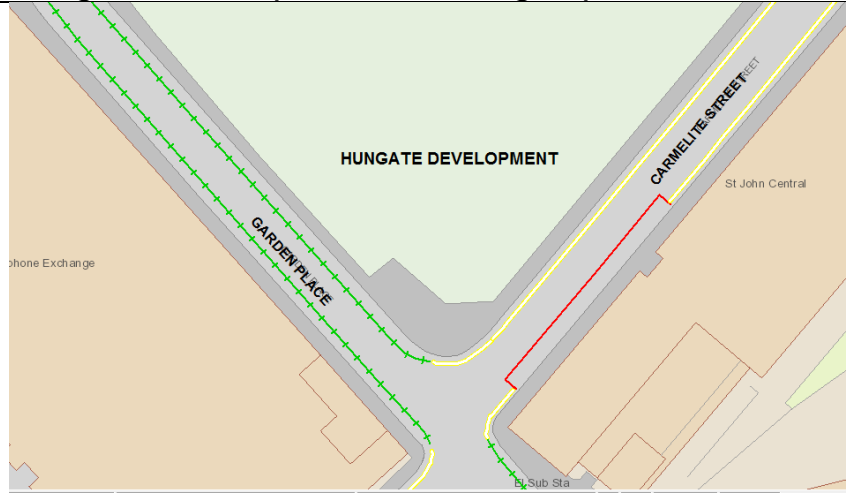 HUNGATE DEVELOPMENT
CARMELITE STREET
St John Central
GARDEN PLACE
phone Exchange
El Sub Sta